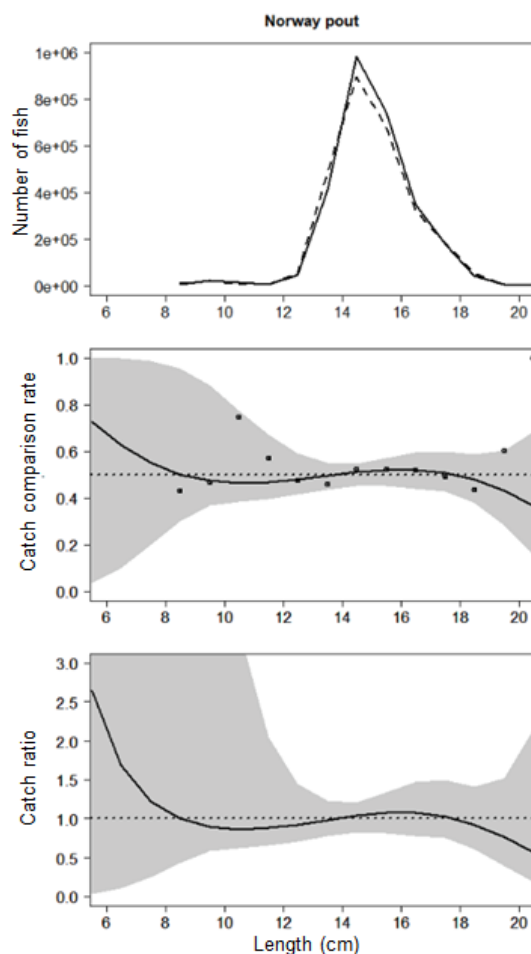 Norway pout
Number of fish
1e+06
8e+05
6e+05
4e+05
2e+05
0e+00
6 8 10 12 14 16 18 20
Catch comparison rate
1.0
0.8
0.6
0.4
0.2
0.0
6 8 10 12 14 16 18 20
Catch ratio
3.0
2.5
2.0
1.5
1.0
0.5
0.0
6 8 10 12 14 16 18 20
Length (cm)